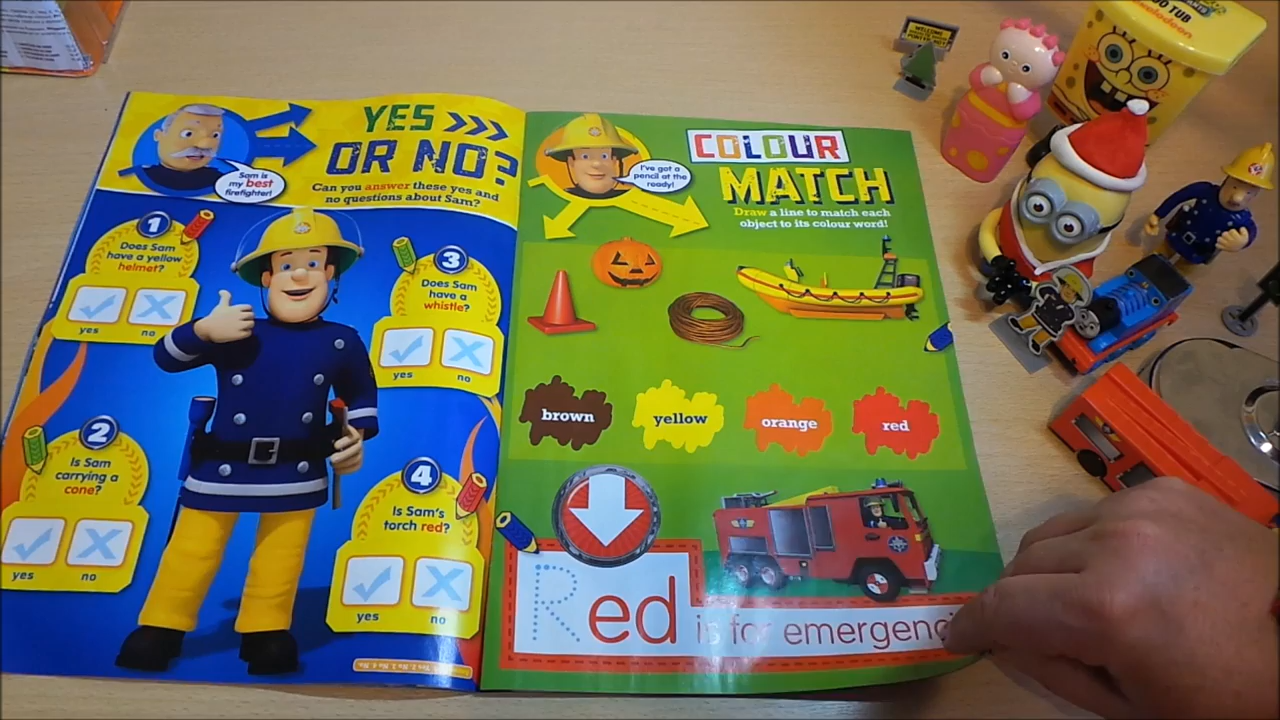 YES
OR NO?
Can you answer these yes and
no questions about Sam?
Sam is
my best
firefighter!
1
Does Sam
have a yellow
helmet?
yes no
2
Is Sam
carrying a
cone?
yes no
3
Does Sam
have a
whistle?
yes no
4
Is Sam's
torch red?
yes no
I've got a
pencil at the
ready!
COLOUR
MATCH
Draw a line to match each
object to its colour word!
brown
yellow
orange
red
Red is for emergenc
WELCOME
TUB
nickelodeon